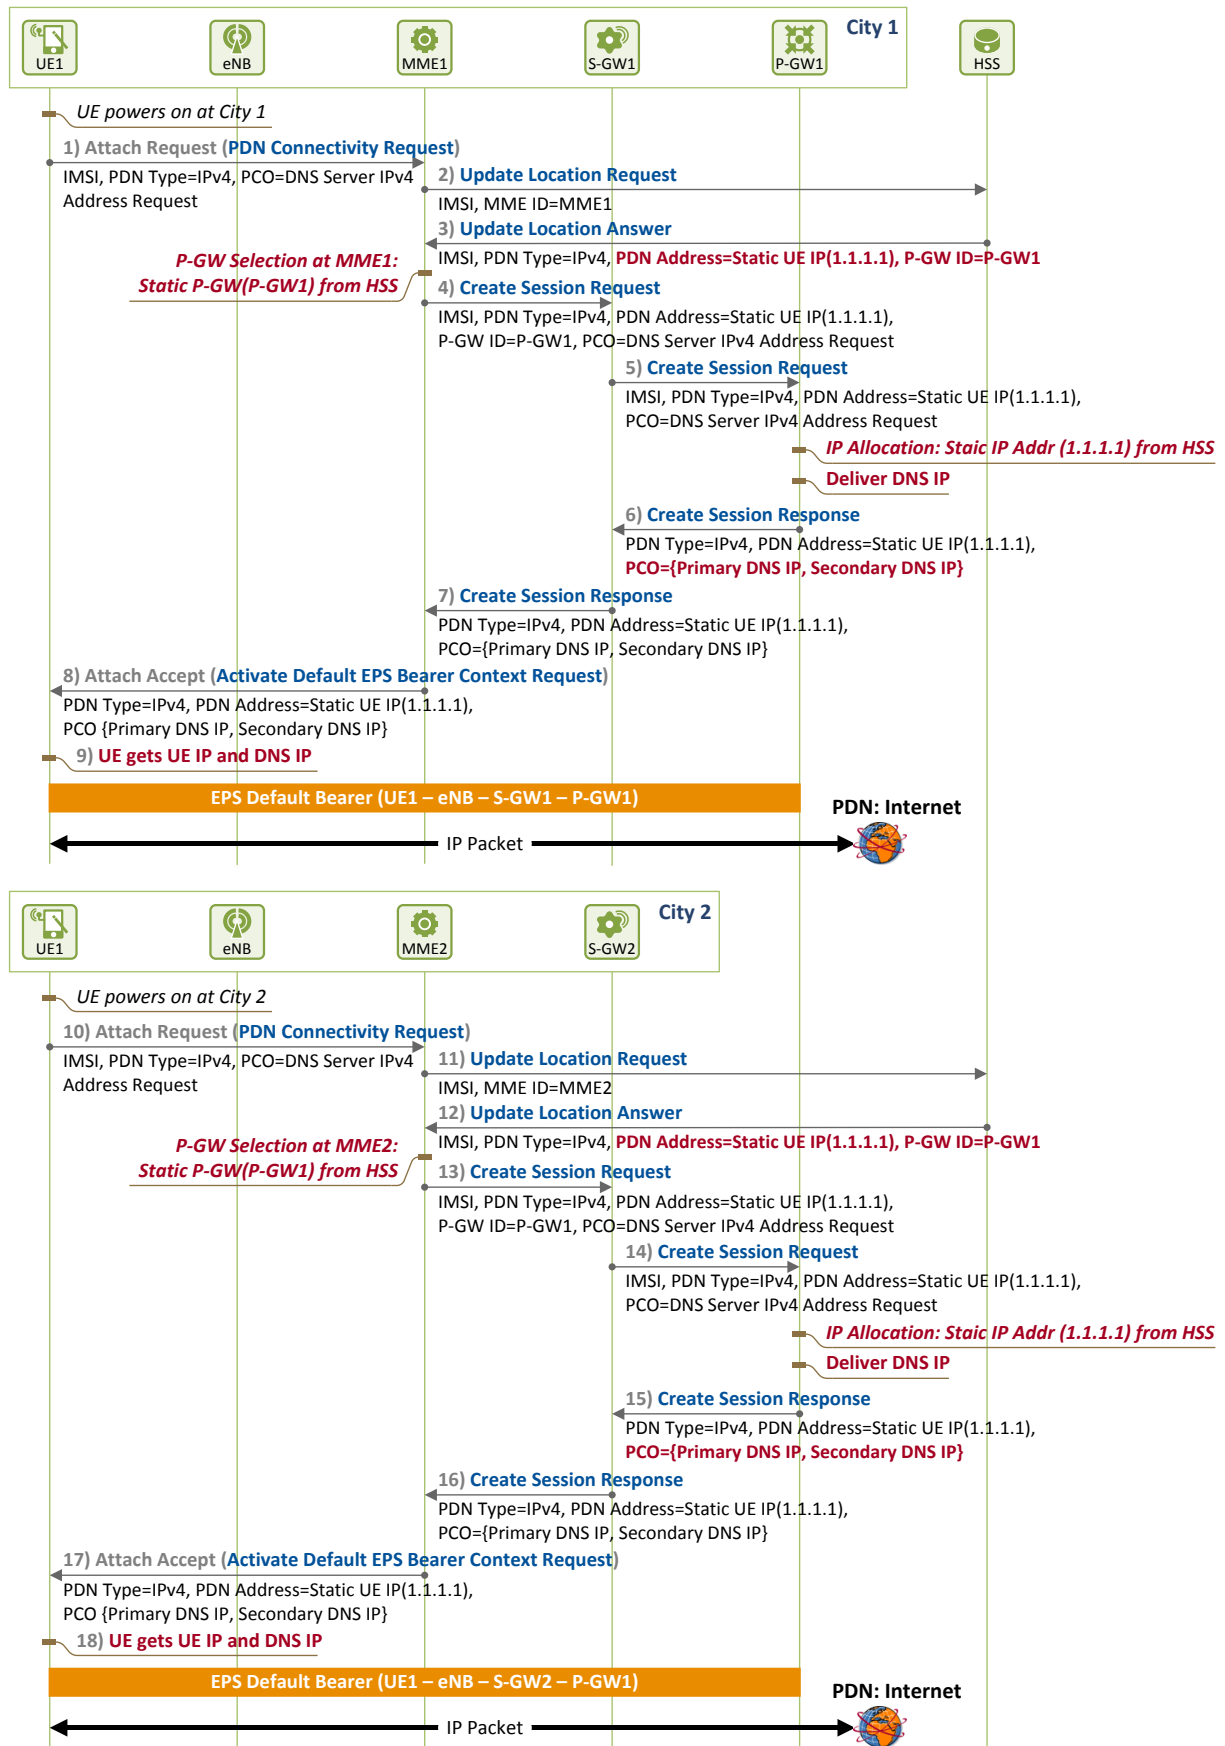 City 1
UE1
eNB
MME1
S-GW1
P-GW1
HSS
UE powers on at City 1
1) Attach Request (PDN Connectivity Request)
IMSI, PDN Type=IPv4, PCO=DNS Server IPv4
Address Request
2) Update Location Request
IMSI, MME ID=MME1
3) Update Location Answer
IMSI, PDN Type=IPv4, PDN Address=Static UE IP(1.1.1.1), P-GW ID=P-GW1
P-GW Selection at MME1:
Static P-GW(P-GW1) from HSS
4) Create Session Request
IMSI, PDN Type=IPv4, PDN Address=Static UE IP(1.1.1.1),
P-GW ID=P-GW1, PCO=DNS Server IPv4 Address Request
5) Create Session Request
IMSI, PDN Type=IPv4, PDN Address=Static UE IP(1.1.1.1),
PCO=DNS Server IPv4 Address Request
IP Allocation: Staic IP Addr (1.1.1.1) from HSS
Deliver DNS IP
6) Create Session Response
PDN Type=IPv4, PDN Address=Static UE IP(1.1.1.1),
PCO={Primary DNS IP, Secondary DNS IP}
7) Create Session Response
PDN Type=IPv4, PDN Address=Static UE IP(1.1.1.1),
PCO={Primary DNS IP, Secondary DNS IP}
8) Attach Accept (Activate Default EPS Bearer Context Request)
PDN Type=IPv4, PDN Address=Static UE IP(1.1.1.1),
PCO {Primary DNS IP, Secondary DNS IP}
9) UE gets UE IP and DNS IP
EPS Default Bearer (UE1 – eNB – S-GW1 – P-GW1)
PDN: Internet
IP Packet
City 2
UE1
eNB
MME2
S-GW2
UE powers on at City 2
10) Attach Request (PDN Connectivity Request)
IMSI, PDN Type=IPv4, PCO=DNS Server IPv4
Address Request
11) Update Location Request
IMSI, MME ID=MME2
12) Update Location Answer
IMSI, PDN Type=IPv4, PDN Address=Static UE IP(1.1.1.1), P-GW ID=P-GW1
P-GW Selection at MME2:
Static P-GW(P-GW1) from HSS
13) Create Session Request
IMSI, PDN Type=IPv4, PDN Address=Static UE IP(1.1.1.1),
P-GW ID=P-GW1, PCO=DNS Server IPv4 Address Request
14) Create Session Request
IMSI, PDN Type=IPv4, PDN Address=Static UE IP(1.1.1.1),
PCO=DNS Server IPv4 Address Request
IP Allocation: Staic IP Addr (1.1.1.1) from HSS
Deliver DNS IP
15) Create Session Response
PDN Type=IPv4, PDN Address=Static UE IP(1.1.1.1),
PCO={Primary DNS IP, Secondary DNS IP}
16) Create Session Response
PDN Type=IPv4, PDN Address=Static UE IP(1.1.1.1),
PCO={Primary DNS IP, Secondary DNS IP}
17) Attach Accept (Activate Default EPS Bearer Context Request)
PDN Type=IPv4, PDN Address=Static UE IP(1.1.1.1),
PCO {Primary DNS IP, Secondary DNS IP}
18) UE gets UE IP and DNS IP
EPS Default Bearer (UE1 – eNB – S-GW2 – P-GW1)
PDN: Internet
IP Packet